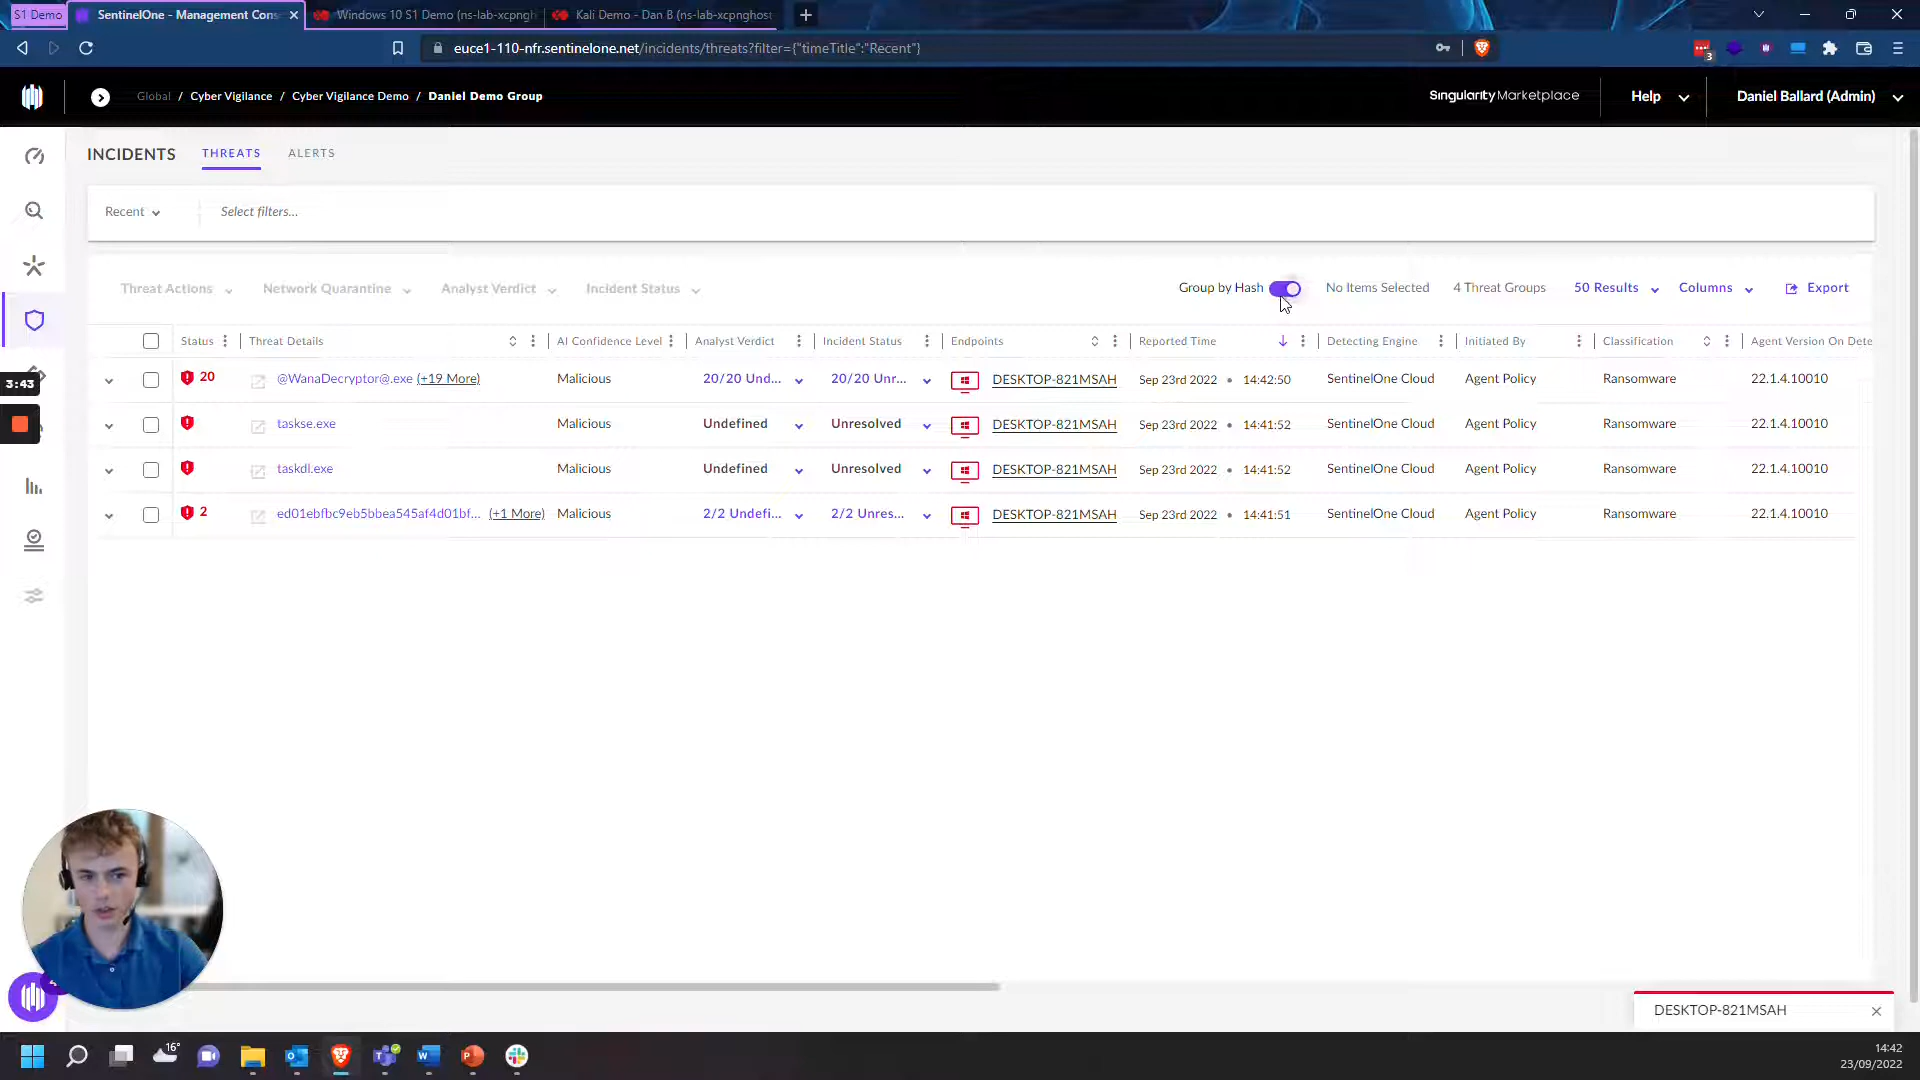 S1 Demo
SentinelOne - Management Cons
Windows 10 S1 Demo (ns-lab-xcpngh
Kali Demo - Dan B (ns-lab-xcpnghost
euce1-110-nfr.sentinelone.net/incidents/threats?filter={"timeTitle":"Recent"}
3
Global / Cyber Vigilance / Cyber Vigilance Demo / Daniel Demo Group
Singularity Marketplace
Help
Daniel Ballard (Admin)
INCIDENTS
THREATS
ALERTS
Recent
Select filters...
Threat Actions
Network Quarantine
Analyst Verdict
Incident Status
Group by Hash
No Items Selected
4 Threat Groups
50 Results
Columns
Export
Status Threat Details AI Confidence Level Analyst Verdict Incident Status Endpoints Reported Time Detecting Engine Initiated By Classification Agent Version On Dete
20 @WanaDecryptor@.exe (+19 More) Malicious 20/20 Und... 20/20 Unr... DESKTOP-821MSAH Sep 23rd 2022 • 14:42:50 SentinelOne Cloud Agent Policy Ransomware 22.1.4.10010
taskse.exe Malicious Undefined Unresolved DESKTOP-821MSAH Sep 23rd 2022 • 14:41:52 SentinelOne Cloud Agent Policy Ransomware 22.1.4.10010
taskdl.exe Malicious Undefined Unresolved DESKTOP-821MSAH Sep 23rd 2022 • 14:41:52 SentinelOne Cloud Agent Policy Ransomware 22.1.4.10010
2 ed01ebfbc9eb5bbea545af4d01bf... (+1 More) Malicious 2/2 Undefi... 2/2 Unres... DESKTOP-821MSAH Sep 23rd 2022 • 14:41:51 SentinelOne Cloud Agent Policy Ransomware 22.1.4.10010
3:43
DESKTOP-821MSAH
16°
14:42
23/09/2022